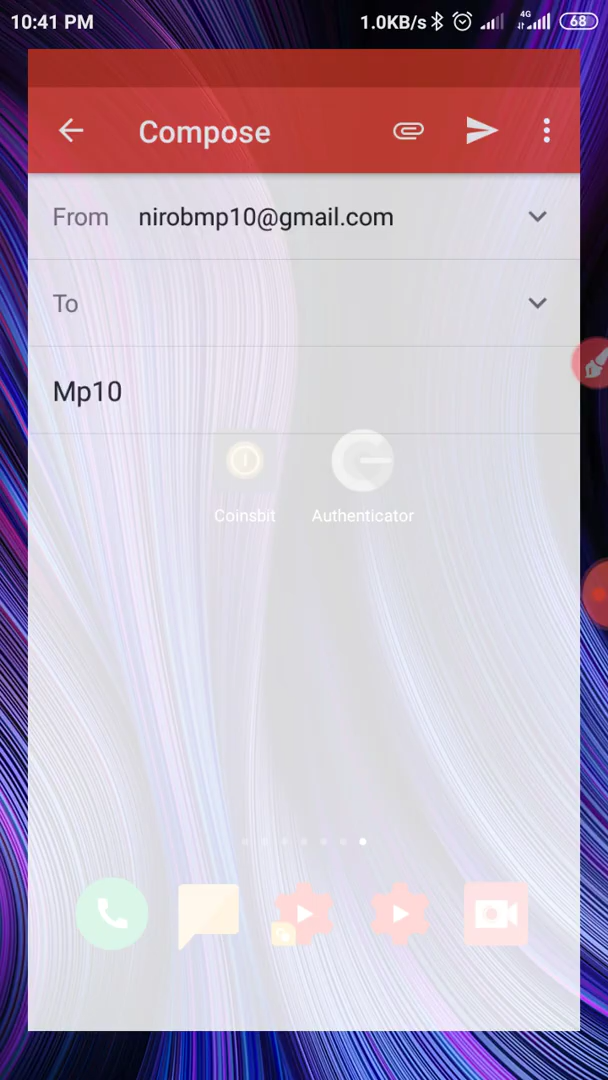 10:41 PM 1.0KB/s 4G 68
Compose
From nirobmp10@gmail.com
To
Mp10
Coinsbit Authenticator